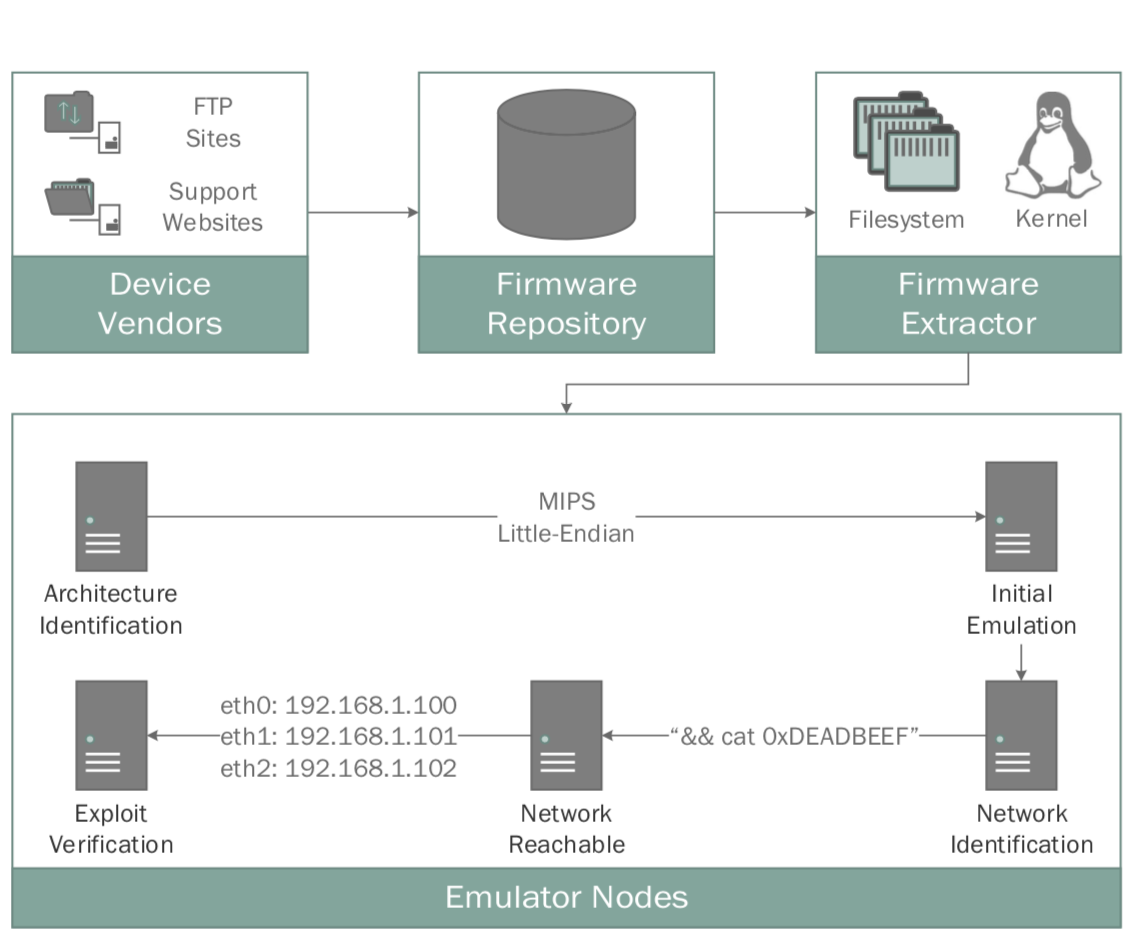 FTP
Sites
Support
Websites
Device
Vendors
Firmware
Repository
Filesystem
Kernel
Firmware
Extractor
MIPS
Little-Endian
Architecture
Identification
Initial
Emulation
eth0: 192.168.1.100
eth1: 192.168.1.101
eth2: 192.168.1.102
“&& cat 0xDEADBEEF”
Exploit
Verification
Network
Reachable
Network
Identification
Emulator Nodes